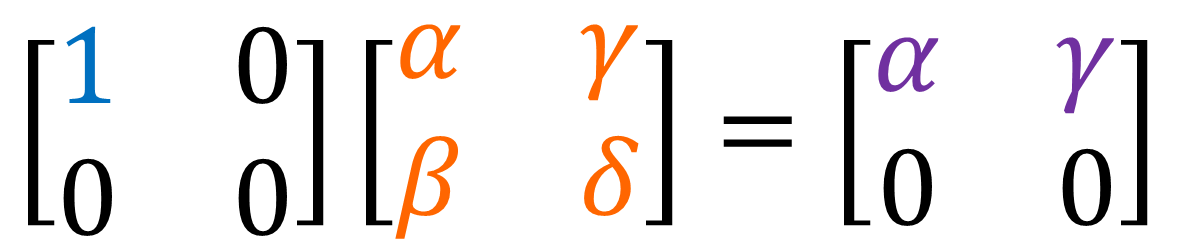 [1 0] [α γ] = [α γ]
[0 0] [β δ] [0 0]